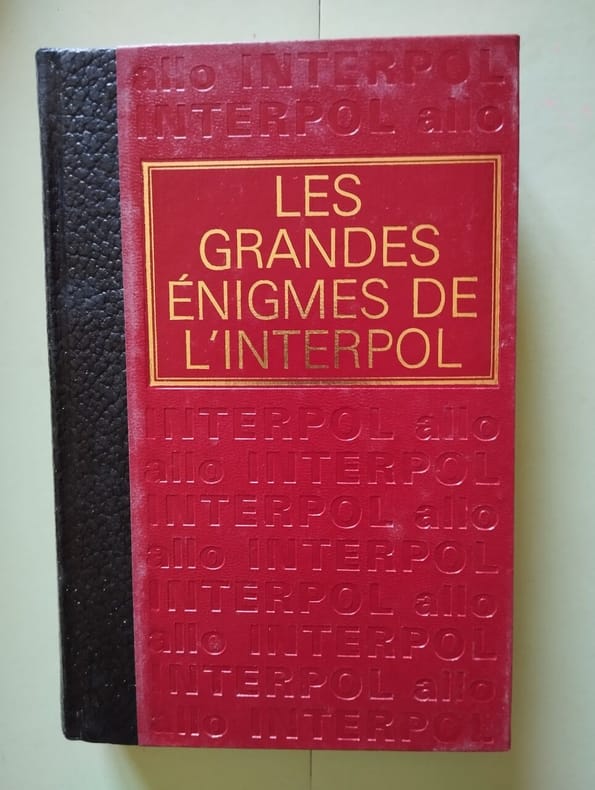 allo INTERPOL
INTERPOL allo
LES
GRANDES
ÉNIGMES DE
L'INTERPOL
INTERPOL allo
allo INTERPOL
INTERPOL allo
allo INTERPOL
INTERPOL allo
allo INTERPOL
INTERPOL allo
allo INTERPOL